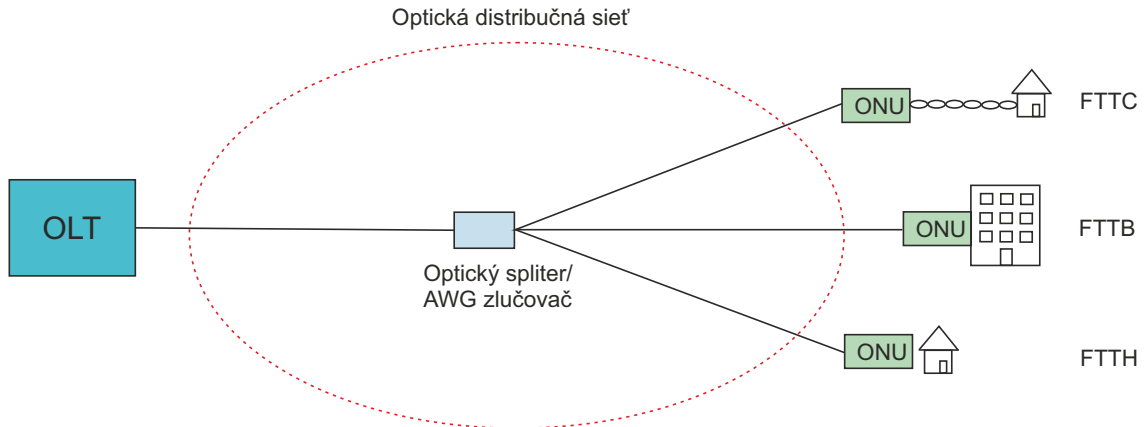 Optická distribučná sieť
ONU
FTTC
OLT
ONU
FTTB
Optický spliter/
AWG zlučovač
ONU
FTTH